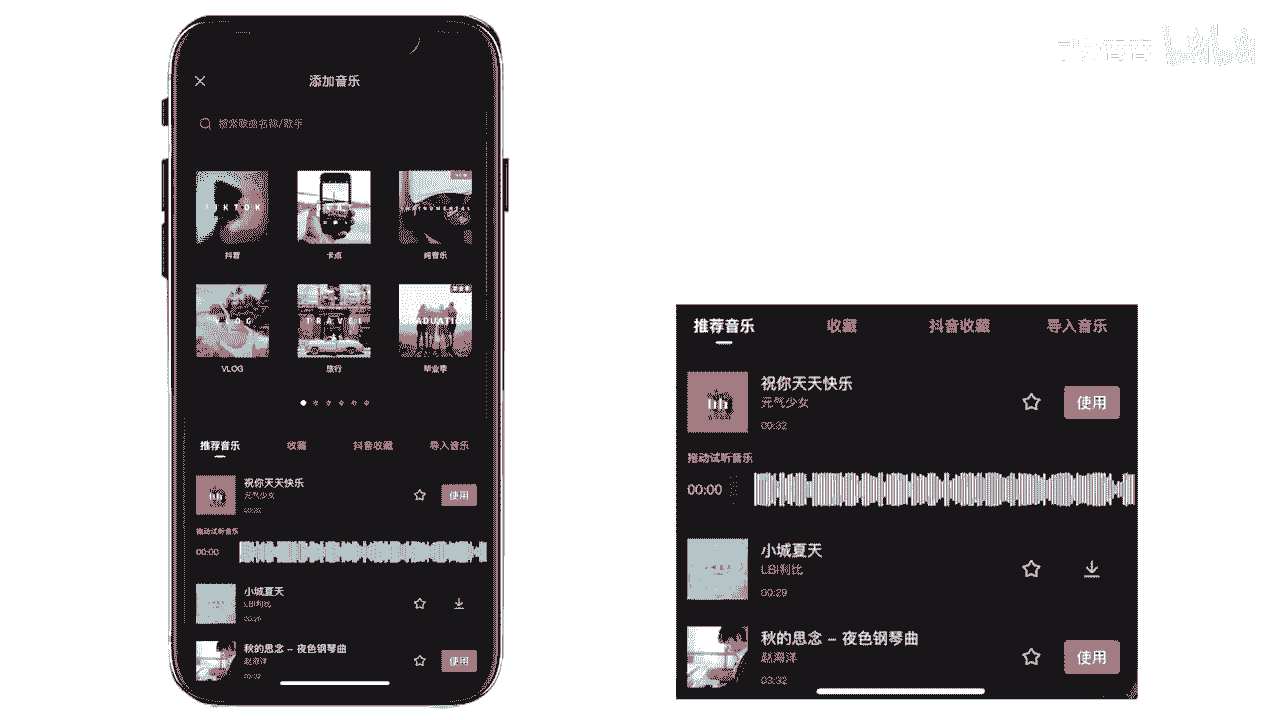 添加音乐
搜索歌曲名称/歌手
TIKTOK
抖音
卡点
纯音乐
VLOG
TRAVEL
GRADUATION
VLOG
旅行
毕业季
推荐音乐 收藏 抖音收藏 导入音乐
祝你天天快乐
元气少女
00:32
使用
拖动试听音乐
00:00
小城夏天
LBI利比
00:29
秋的思念 – 夜色钢琴曲
赵海洋
03:32
使用
推荐音乐 收藏 抖音收藏 导入音乐
祝你天天快乐
元气少女
00:32
使用
拖动试听音乐
00:00
小城夏天
LBI利比
00:29
秋的思念 – 夜色钢琴曲
赵海洋
03:32
使用